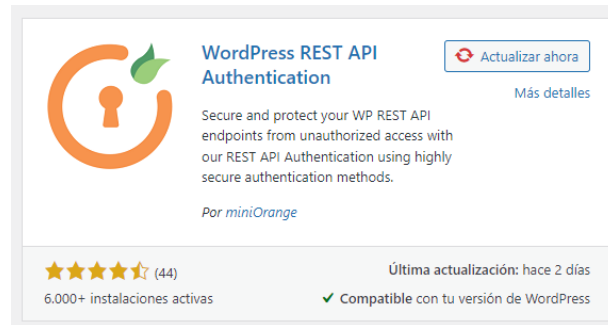 WordPress REST API
Authentication
Actualizar ahora
Más detalles
Secure and protect your WP REST API
endpoints from unauthorized access with
our REST API Authentication using highly
secure authentication methods.
Por miniOrange
(44)
Última actualización: hace 2 días
6.000+ instalaciones activas
Compatible con tu versión de WordPress